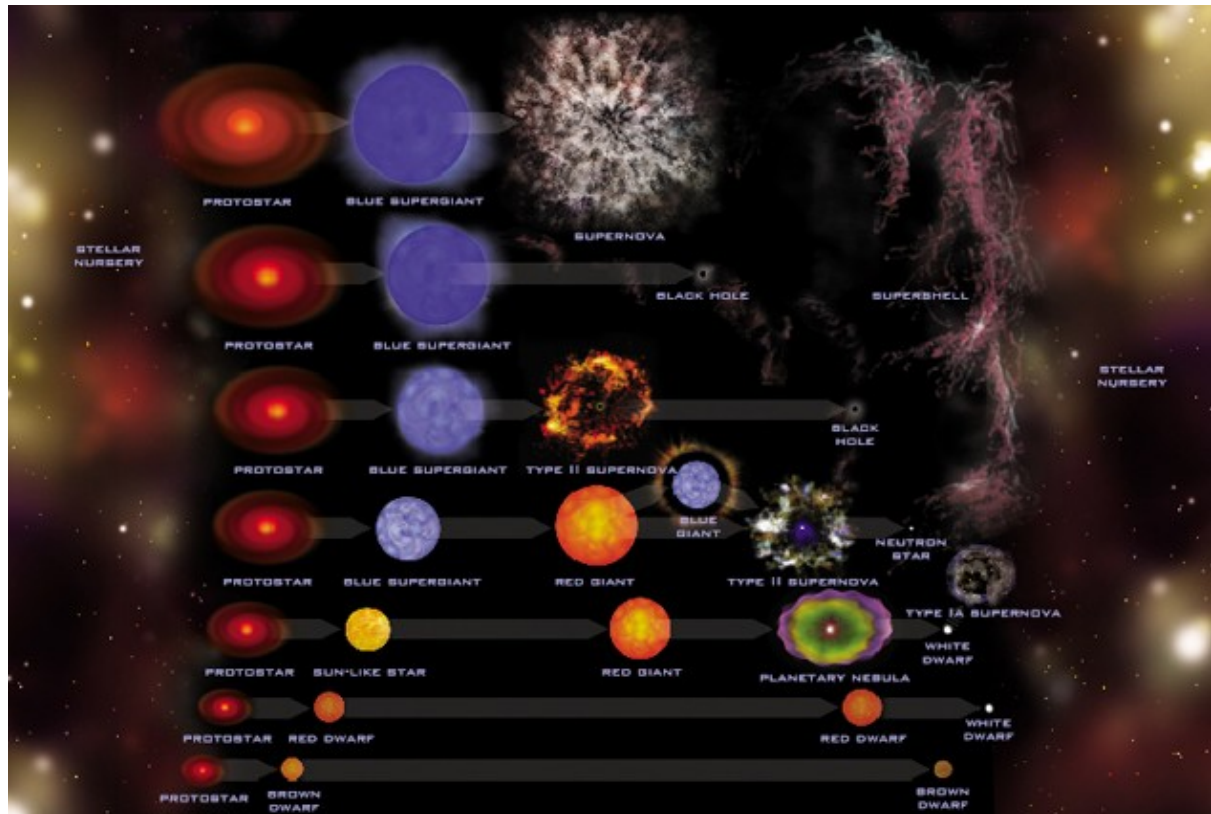 PROTOSTAR
BLUE SUPERGIANT
SUPERNOVA
STELLAR
NURSERY
BLACK HOLE
SUPERSHELL
PROTOSTAR
BLUE SUPERGIANT
STELLAR
NURSERY
BLACK
HOLE
PROTOSTAR
BLUE SUPERGIANT
TYPE II SUPERNOVA
BLUE
GIANT
NEUTRON
STAR
PROTOSTAR
BLUE SUPERGIANT
RED GIANT
TYPE II SUPERNOVA
TYPE IA SUPERNOVA
WHITE
DWARF
PROTOSTAR
SUN-LIKE STAR
RED GIANT
PLANETARY NEBULA
WHITE
DWARF
PROTOSTAR
RED DWARF
RED DWARF
PROTOSTAR
BROWN
DWARF
BROWN
DWARF